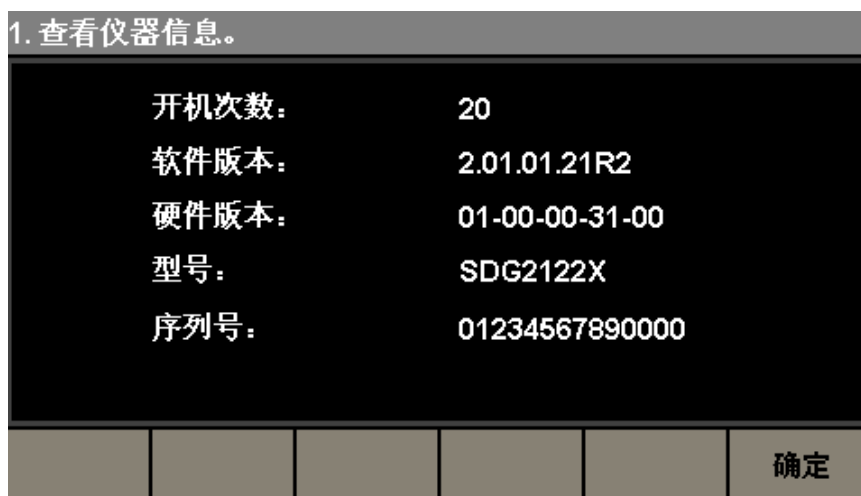 1. 查看仪器信息。
开机次数： 20
软件版本： 2.01.01.21R2
硬件版本： 01-00-00-31-00
型号： SDG2122X
序列号： 01234567890000
确定